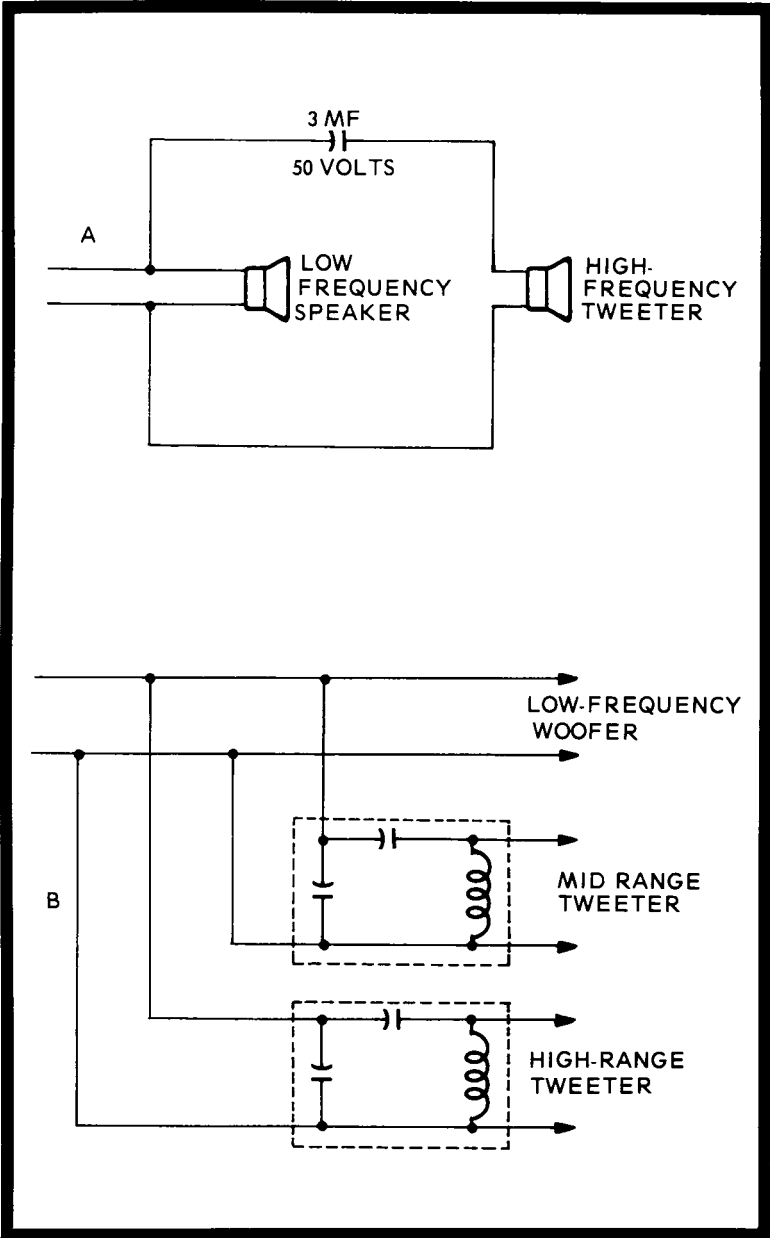 3 MF
50 VOLTS
A
LOW
FREQUENCY
SPEAKER
HIGH-
FREQUENCY
TWEETER
LOW-FREQUENCY
WOOFER
B
MID RANGE
TWEETER
HIGH-RANGE
TWEETER